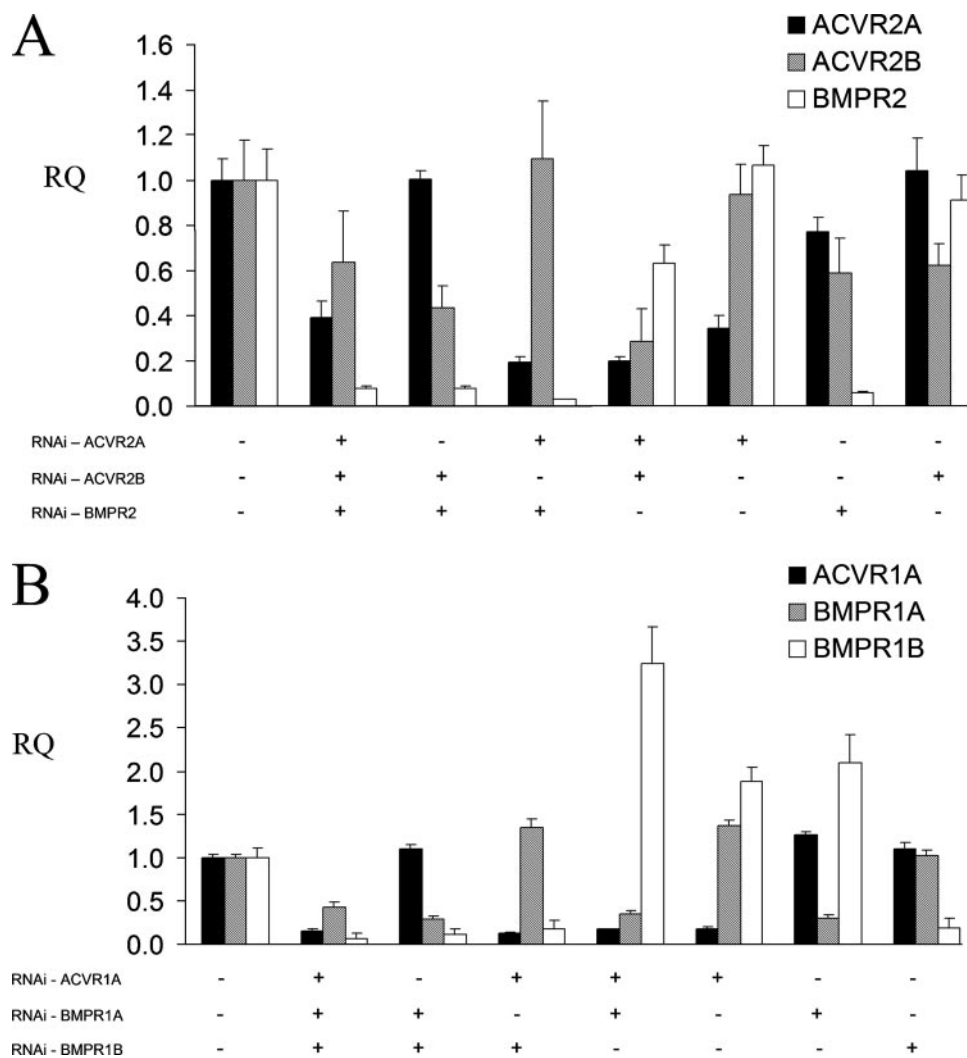 A
ACVR2A
ACVR2B
BMPR2
RQ
1.6
1.4
1.2
1.0
0.8
0.6
0.4
0.2
0.0
RNAi – ACVR2A - + - + + + - -
RNAi – ACVR2B - + + - + - - +
RNAi – BMPR2 - + + + - - + -
B
ACVR1A
BMPR1A
BMPR1B
RQ
4.0
3.5
3.0
2.5
2.0
1.5
1.0
0.5
0.0
RNAi - ACVR1A - + - + + + - -
RNAi - BMPR1A - + + - + - + -
RNAi - BMPR1B - + + + - - - +